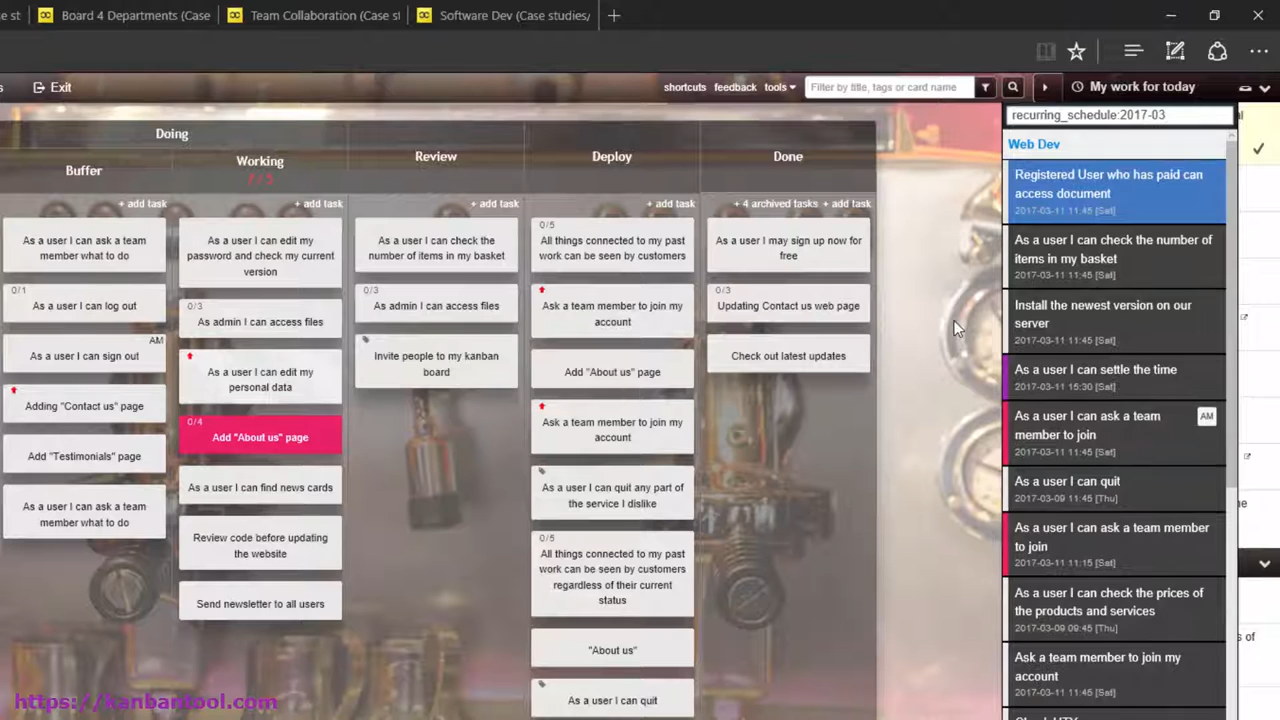 e st
Board 4 Departments (Case
Team Collaboration (Case st
Software Dev (Case studies/
s
Exit
shortcuts
feedback
tools
Filter by title, tags or card name
My work for today
Doing
Buffer
+ add task
As a user I can ask a team
member what to do
0/1
As a user I can log out
AM
As a user I can sign out
Adding "Contact us" page
Add "Testimonials" page
As a user I can ask a team
member what to do
Working
7 / 5
+ add task
As a user I can edit my
password and check my current
version
0/3
As admin I can access files
As a user I can edit my
personal data
0/4
Add "About us" page
As a user I can find news cards
Review code before updating
the website
Send newsletter to all users
Review
+ add task
As a user I can check the
number of items in my basket
0/3
As admin I can access files
Invite people to my kanban
board
Deploy
+ add task
0/5
All things connected to my past
work can be seen by customers
Ask a team member to join my
account
Add "About us" page
Ask a team member to join my
account
As a user I can quit any part of
the service I dislike
0/5
All things connected to my past
work can be seen by customers
regardless of their current
status
"About us"
As a user I can quit
Done
+ 4 archived tasks + add task
As a user I may sign up now for
free
0/3
Updating Contact us web page
Check out latest updates
recurring_schedule:2017-03
Web Dev
Registered User who has paid can
access document
2017-03-11 11:45 [Sat]
As a user I can check the number of
items in my basket
2017-03-11 11:45 [Sat]
Install the newest version on our
server
2017-03-11 11:45 [Sat]
As a user I can settle the time
2017-03-11 15:30 [Sat]
As a user I can ask a team
member to join
AM
2017-03-11 11:45 [Sat]
As a user I can quit
2017-03-09 11:45 [Thu]
As a user I can ask a team member
to join
2017-03-11 11:15 [Sat]
As a user I can check the prices of
the products and services
2017-03-09 09:45 [Thu]
Ask a team member to join my
account
2017-03-11 11:45 [Sat]
al
ne
s of
https://kanbantool.com